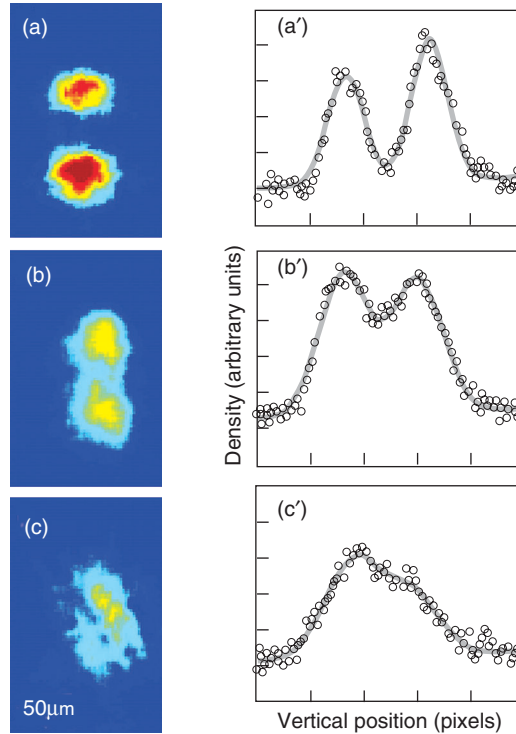 (a)
(a′)
(b)
(b′)
(c)
(c′)
50μm
Density (arbitrary units)
Vertical position (pixels)